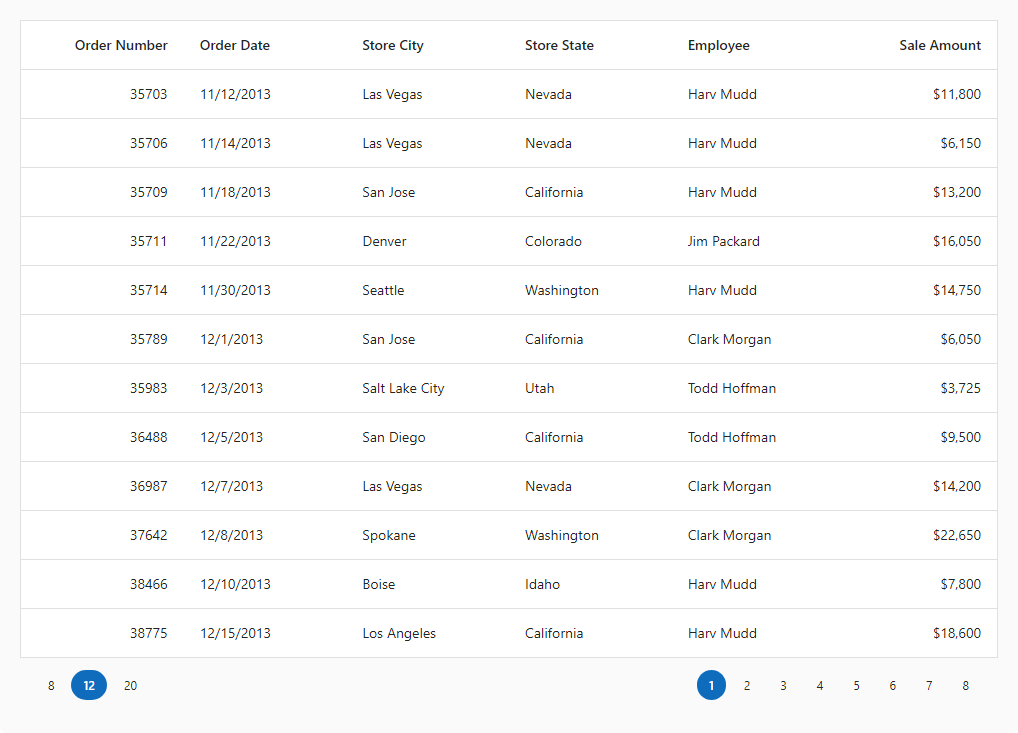 Order Number Order Date Store City Store State Employee Sale Amount
35703 11/12/2013 Las Vegas Nevada Harv Mudd $11,800
35706 11/14/2013 Las Vegas Nevada Harv Mudd $6,150
35709 11/18/2013 San Jose California Harv Mudd $13,200
35711 11/22/2013 Denver Colorado Jim Packard $16,050
35714 11/30/2013 Seattle Washington Harv Mudd $14,750
35789 12/1/2013 San Jose California Clark Morgan $6,050
35983 12/3/2013 Salt Lake City Utah Todd Hoffman $3,725
36488 12/5/2013 San Diego California Todd Hoffman $9,500
36987 12/7/2013 Las Vegas Nevada Clark Morgan $14,200
37642 12/8/2013 Spokane Washington Clark Morgan $22,650
38466 12/10/2013 Boise Idaho Harv Mudd $7,800
38775 12/15/2013 Los Angeles California Harv Mudd $18,600
8 12 20 1 2 3 4 5 6 7 8